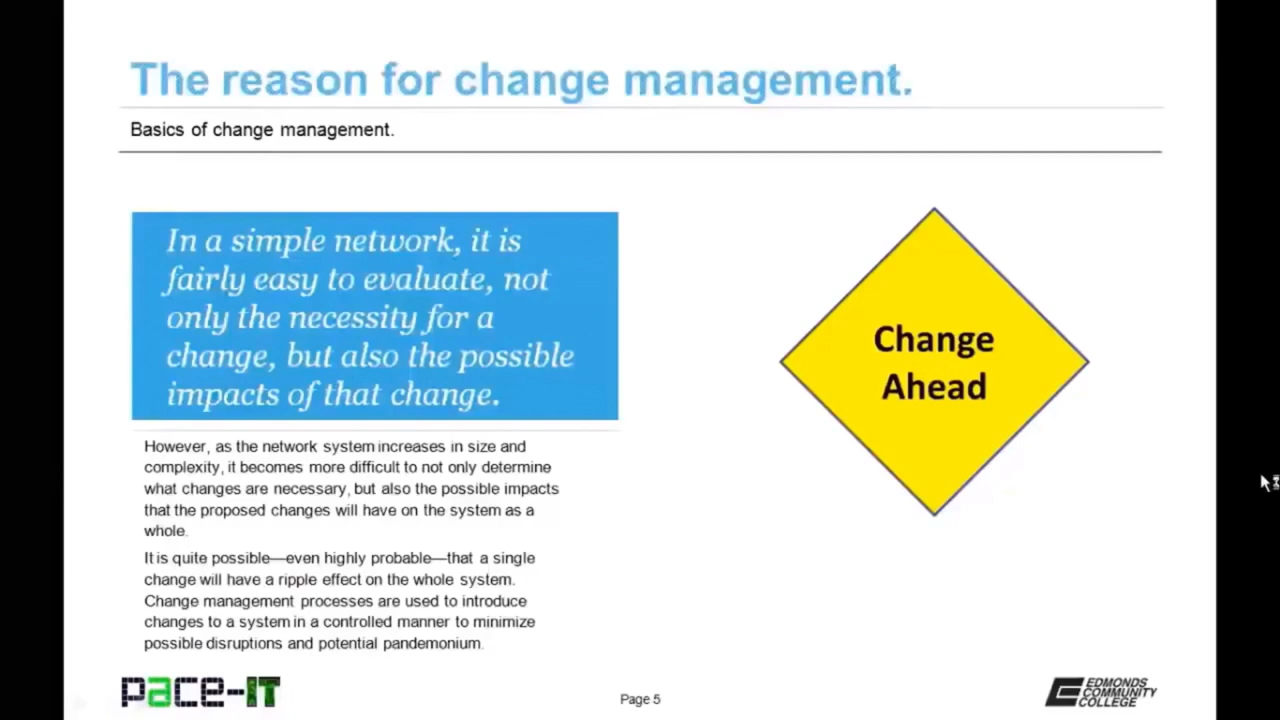 The reason for change management.
Basics of change management.
In a simple network, it is
fairly easy to evaluate, not
only the necessity for a
change, but also the possible
impacts of that change.
However, as the network system increases in size and
complexity, it becomes more difficult to not only determine
what changes are necessary, but also the possible impacts
that the proposed changes will have on the system as a
whole.
It is quite possible—even highly probable—that a single
change will have a ripple effect on the whole system.
Change management processes are used to introduce
changes to a system in a controlled manner to minimize
possible disruptions and potential pandemonium.
Change
Ahead
pace-IT
Page 5
EDMONDS
COMMUNITY
COLLEGE